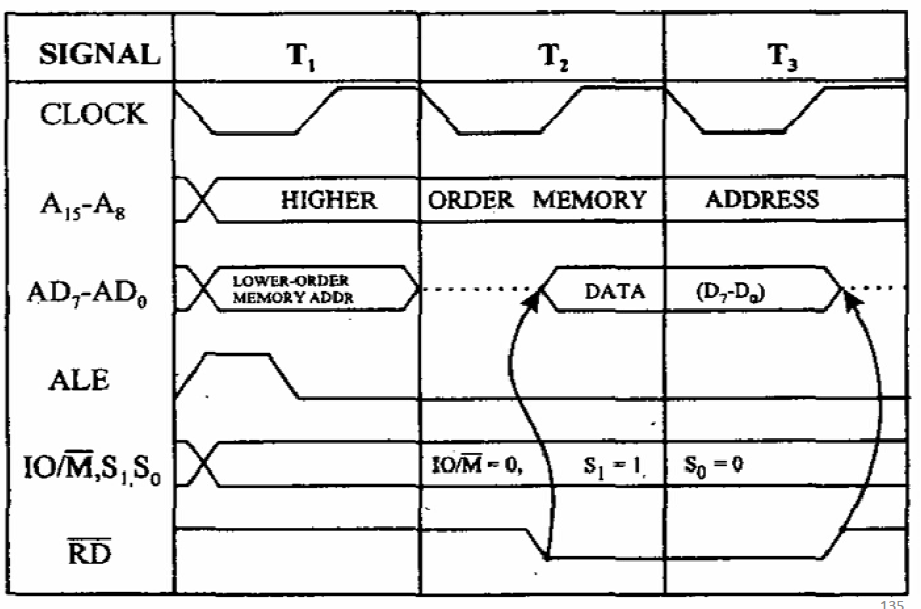 SIGNAL T₁ T₂ T₃
CLOCK
A₁₅-A₈ HIGHER ORDER MEMORY ADDRESS
AD₇-AD₀ LOWER-ORDER
MEMORY ADDR DATA (D₇-D₀)
ALE
IO/M̅,S₁,S₀ IO/M̅ = 0, S₁ = 1, S₀ = 0
R̅D̅
135